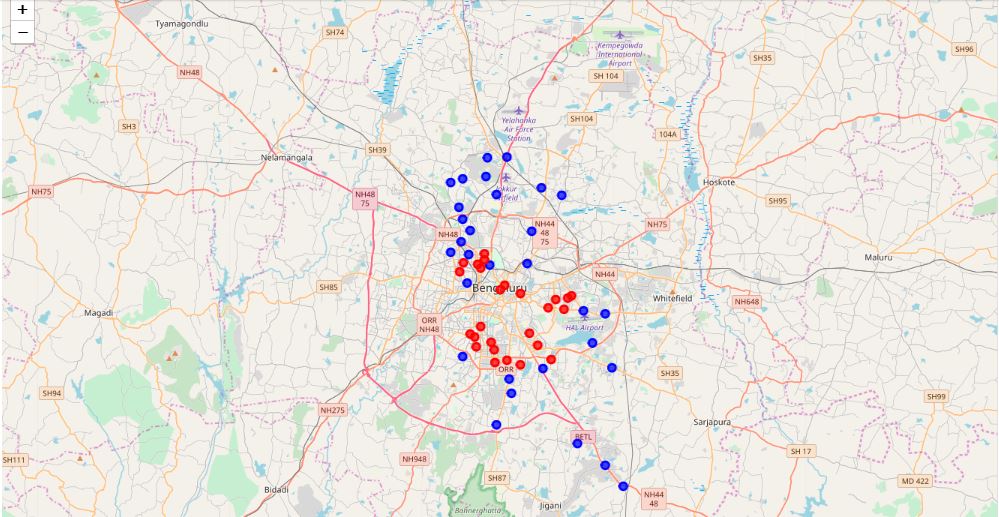 +
−
Tyamagondlu
SH74
Kempegowda
International
Airport
SH35
SH96
NH48
SH 104
Yelahanka
Air Force
Station
SH104
SH3
104A
SH39
Nelamangala
Jakkur
Airfield
Hoskote
NH75
NH48
75
SH95
NH48
NH44
48
75
NH75
Maluru
NH44
SH85
Bengaluru
Whitefield
NH648
Magadi
ORR
NH48
HAL Airport
ORR
SH35
SH94
SH99
NH275
Sarjapura
BETL
SH111
NH948
SH 17
SH87
MD 422
Bidadi
NH44
48
Jigani
Bannerghatta